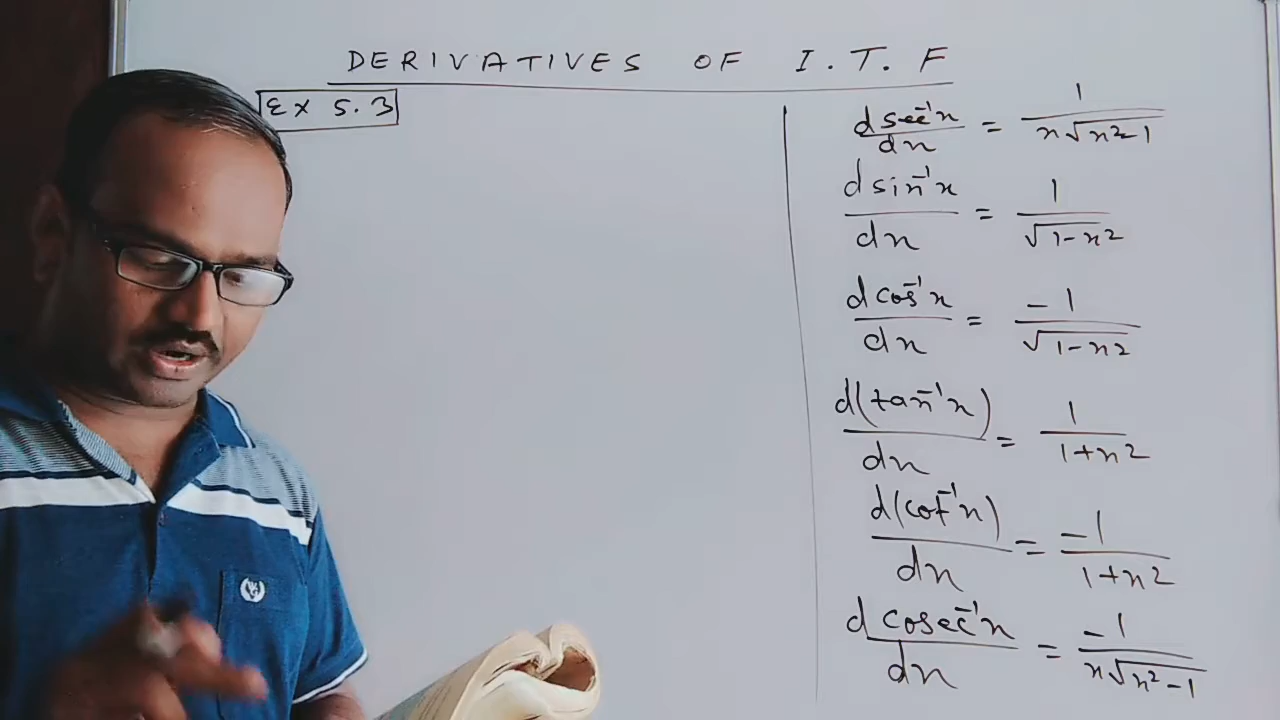 DERIVATIVES OF I.T.F
Ex 5.3
d sec⁻¹x / dx = 1 / x√x²-1
d sin⁻¹x / dx = 1 / √1-x²
d cos⁻¹x / dx = -1 / √1-x²
d(tan⁻¹x) / dx = 1 / 1+x²
d(cot⁻¹x) / dx = -1 / 1+x²
d cosec⁻¹x / dx = -1 / x√x²-1